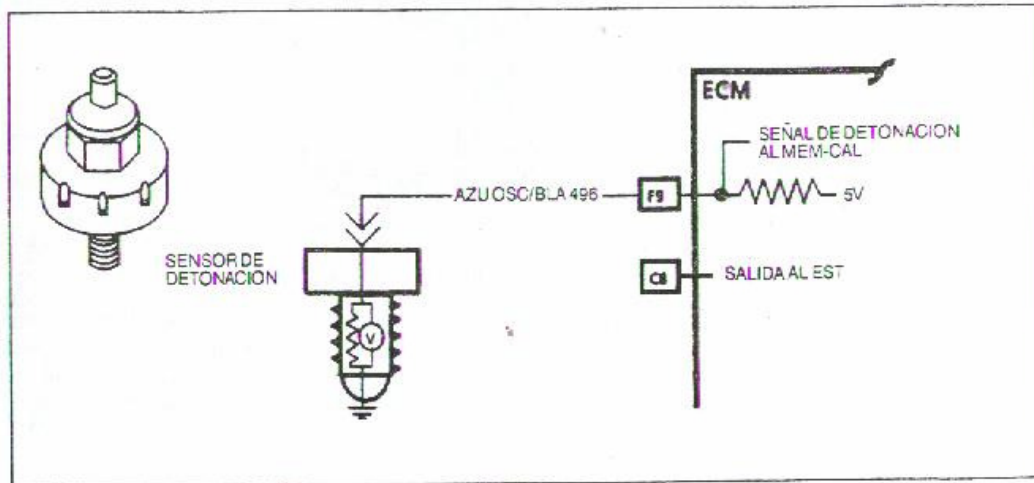 ECM
SEÑAL DE DETONACION
AL MEM-CAL
AZU OSC/BLA 496
F9
5V
SENSOR DE
DETONACION
V
C8
SALIDA AL EST